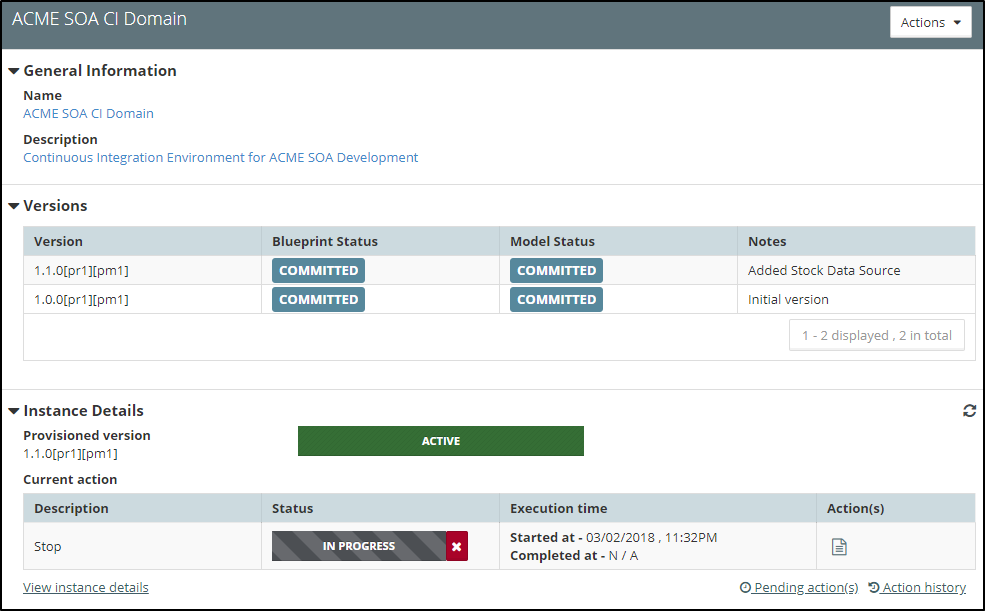 ACME SOA CI Domain
Actions
General Information
Name
ACME SOA CI Domain
Description
Continuous Integration Environment for ACME SOA Development
Versions
Version Blueprint Status Model Status Notes
1.1.0[pr1][pm1] COMMITTED COMMITTED Added Stock Data Source
1.0.0[pr1][pm1] COMMITTED COMMITTED Initial version
1 - 2 displayed , 2 in total
Instance Details
Provisioned version
1.1.0[pr1][pm1]
ACTIVE
Current action
Description Status Execution time Action(s)
Stop IN PROGRESS Started at - 03/02/2018 , 11:32PM
Completed at - N / A
View instance details Pending action(s) Action history